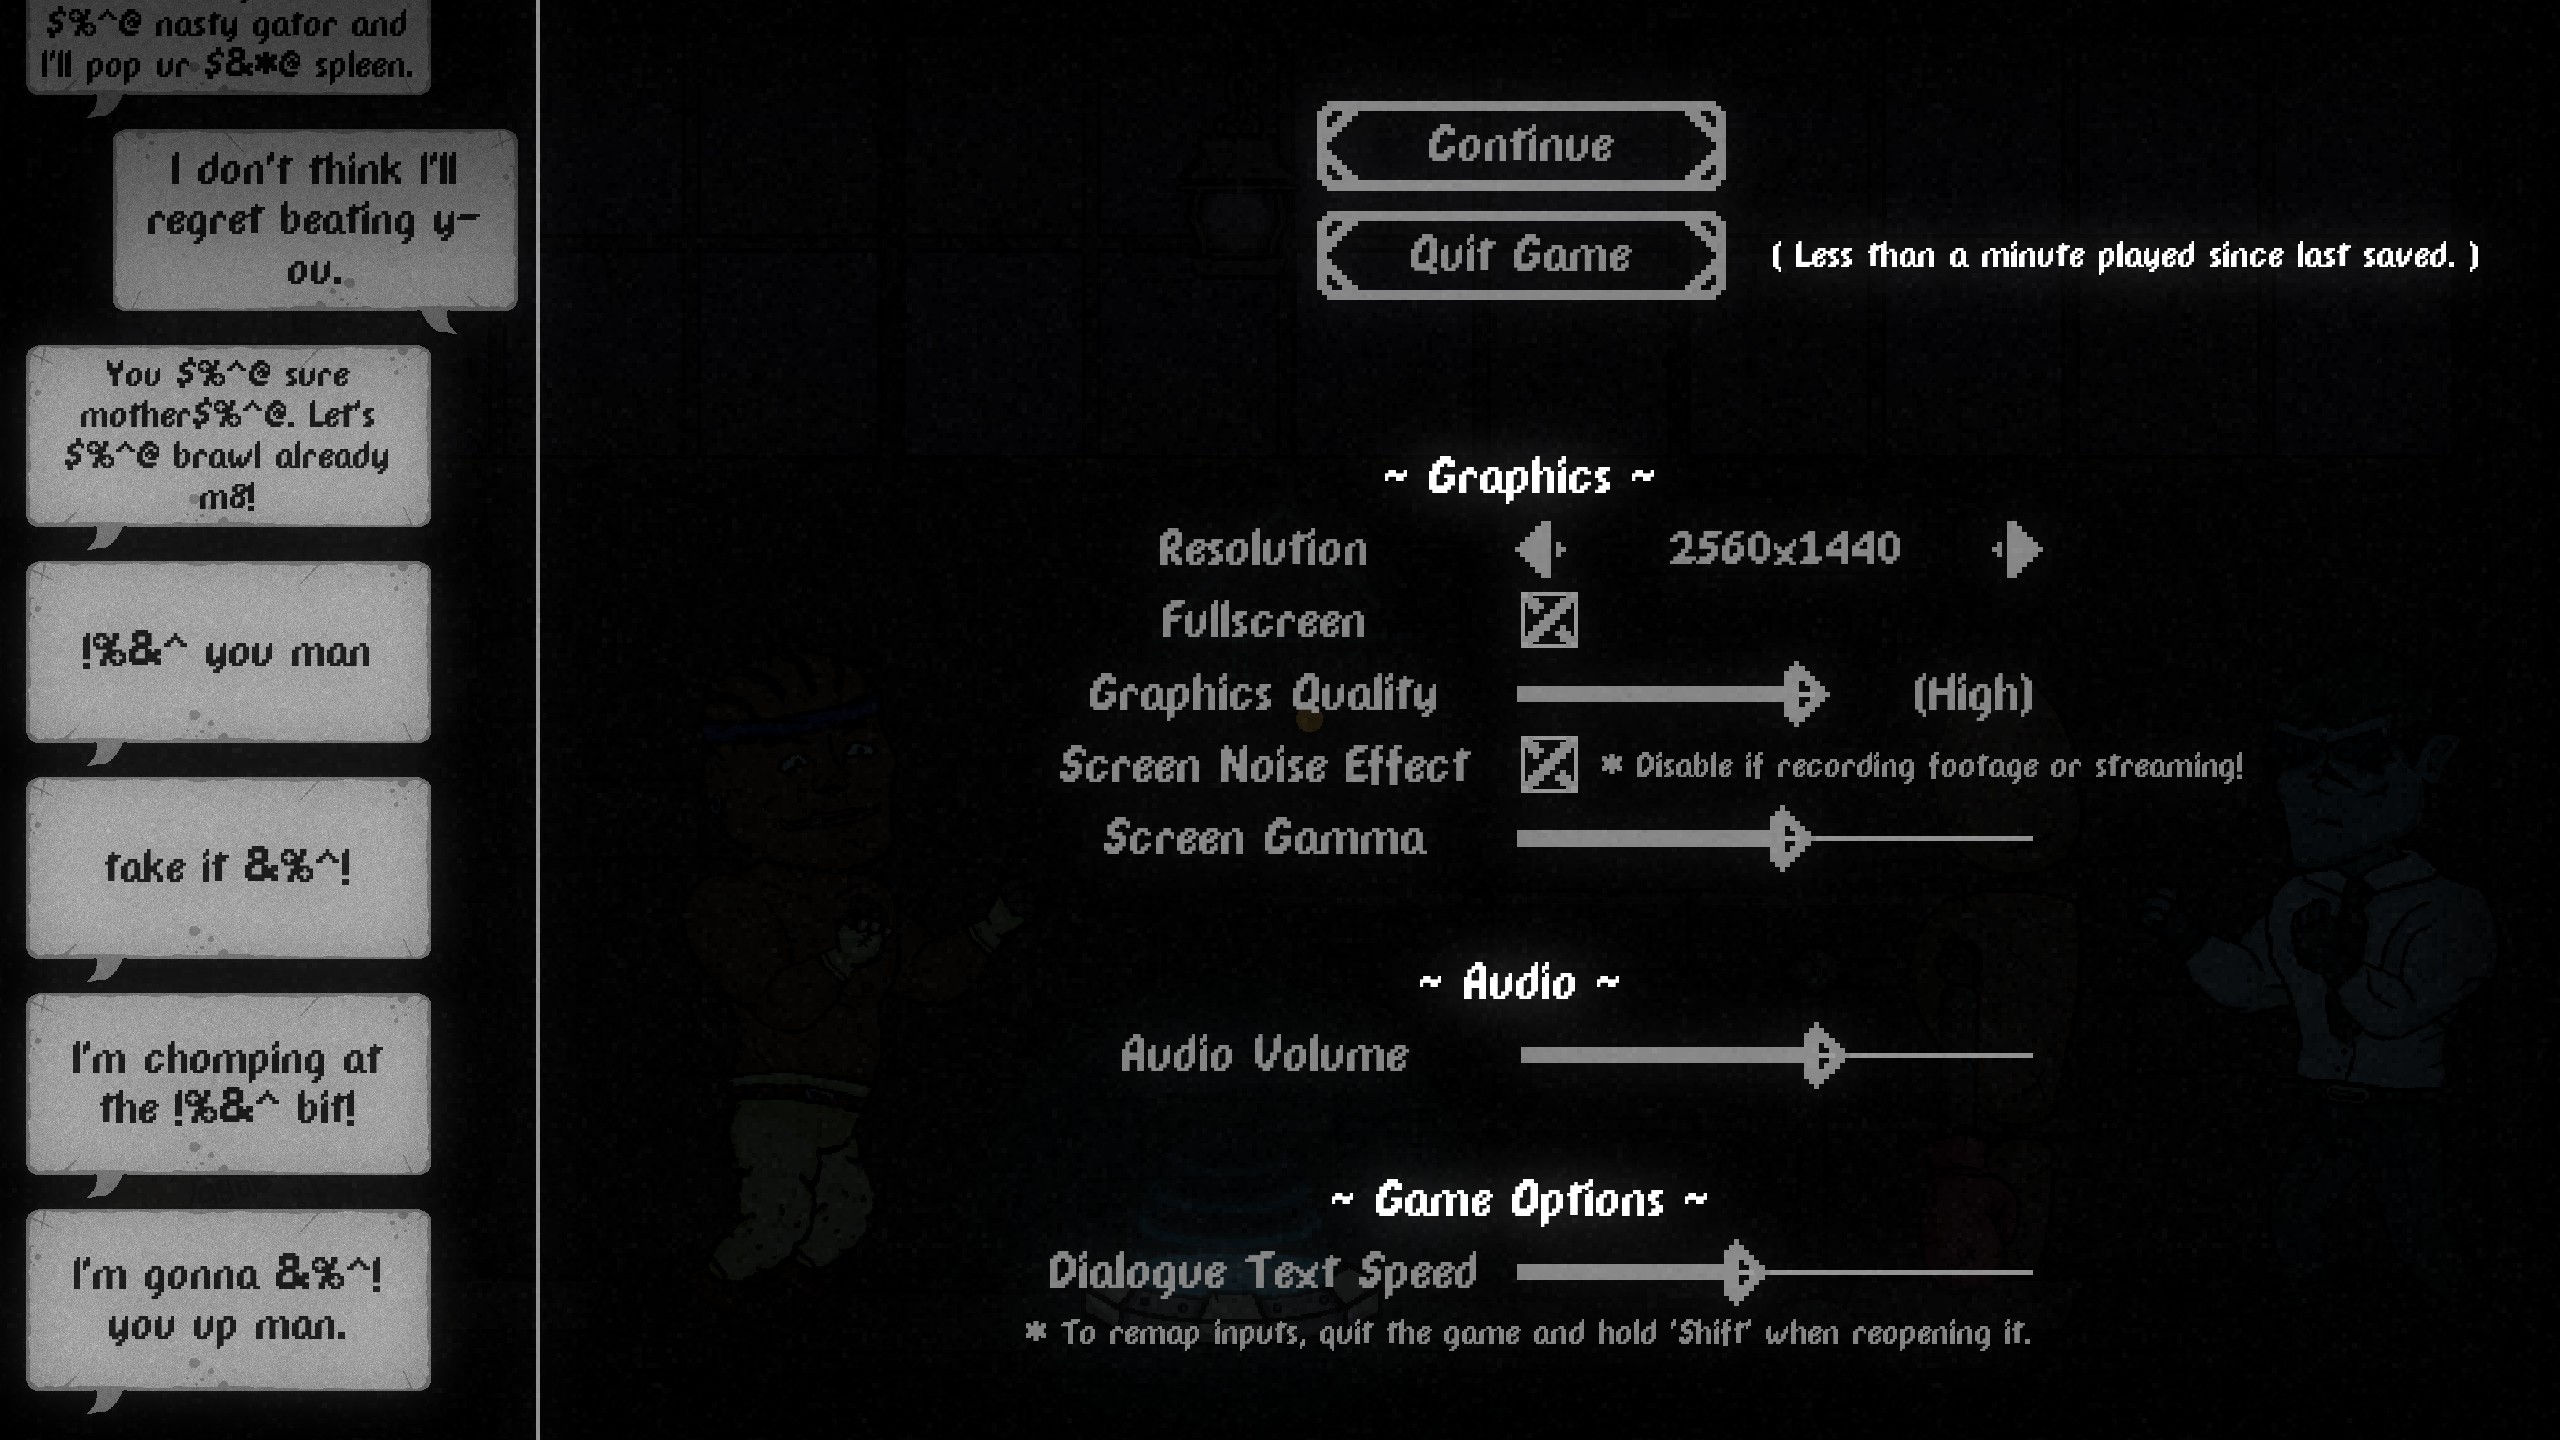 $%^@ nasty gator and
I'll pop ur $&*@ spleen.
I don't think I'll
regret beating y-
ou.
You $%^@ sure
mother$%^@. Let's
$%^@ brawl already
m8!
!%&^ you man
take it &%^!
I'm chomping at
the !%&^ bit!
I'm gonna &%^!
you up man.
Continue
Quit Game
( Less than a minute played since last saved. )
~ Graphics ~
Resolution 2560x1440
Fullscreen
Graphics Quality (High)
Screen Noise Effect * Disable if recording footage or streaming!
Screen Gamma
~ Audio ~
Audio Volume
~ Game Options ~
Dialogue Text Speed
* To remap inputs, quit the game and hold 'Shift' when reopening it.